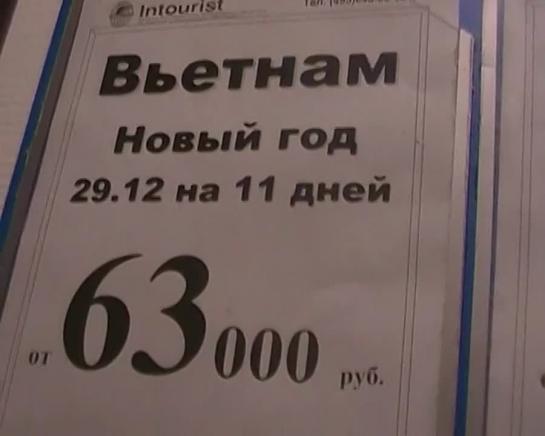 Intourist
Вьетнам
Новый год
29.12 на 11 дней
от 63 000 руб.